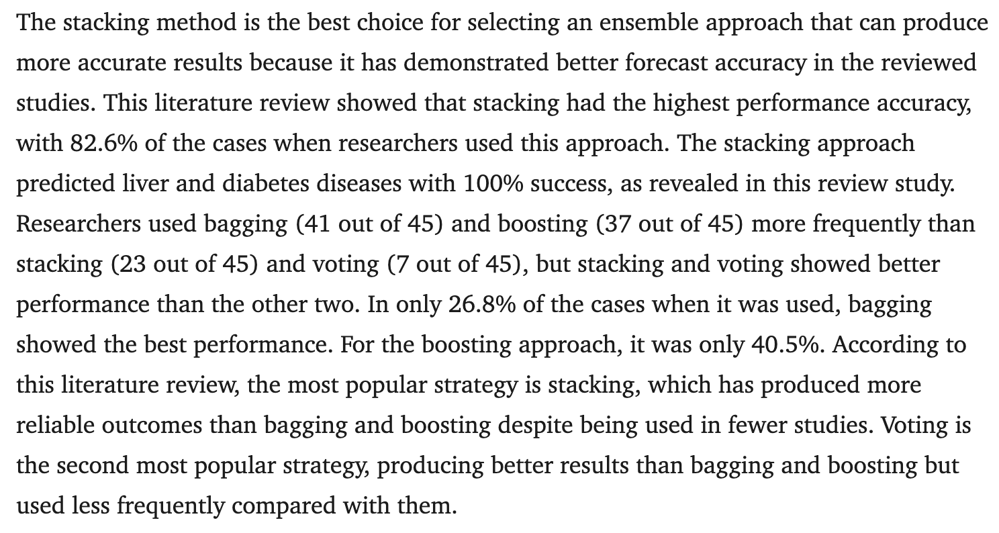 The stacking method is the best choice for selecting an ensemble approach that can produce
more accurate results because it has demonstrated better forecast accuracy in the reviewed
studies. This literature review showed that stacking had the highest performance accuracy,
with 82.6% of the cases when researchers used this approach. The stacking approach
predicted liver and diabetes diseases with 100% success, as revealed in this review study.
Researchers used bagging (41 out of 45) and boosting (37 out of 45) more frequently than
stacking (23 out of 45) and voting (7 out of 45), but stacking and voting showed better
performance than the other two. In only 26.8% of the cases when it was used, bagging
showed the best performance. For the boosting approach, it was only 40.5%. According to
this literature review, the most popular strategy is stacking, which has produced more
reliable outcomes than bagging and boosting despite being used in fewer studies. Voting is
the second most popular strategy, producing better results than bagging and boosting but
used less frequently compared with them.